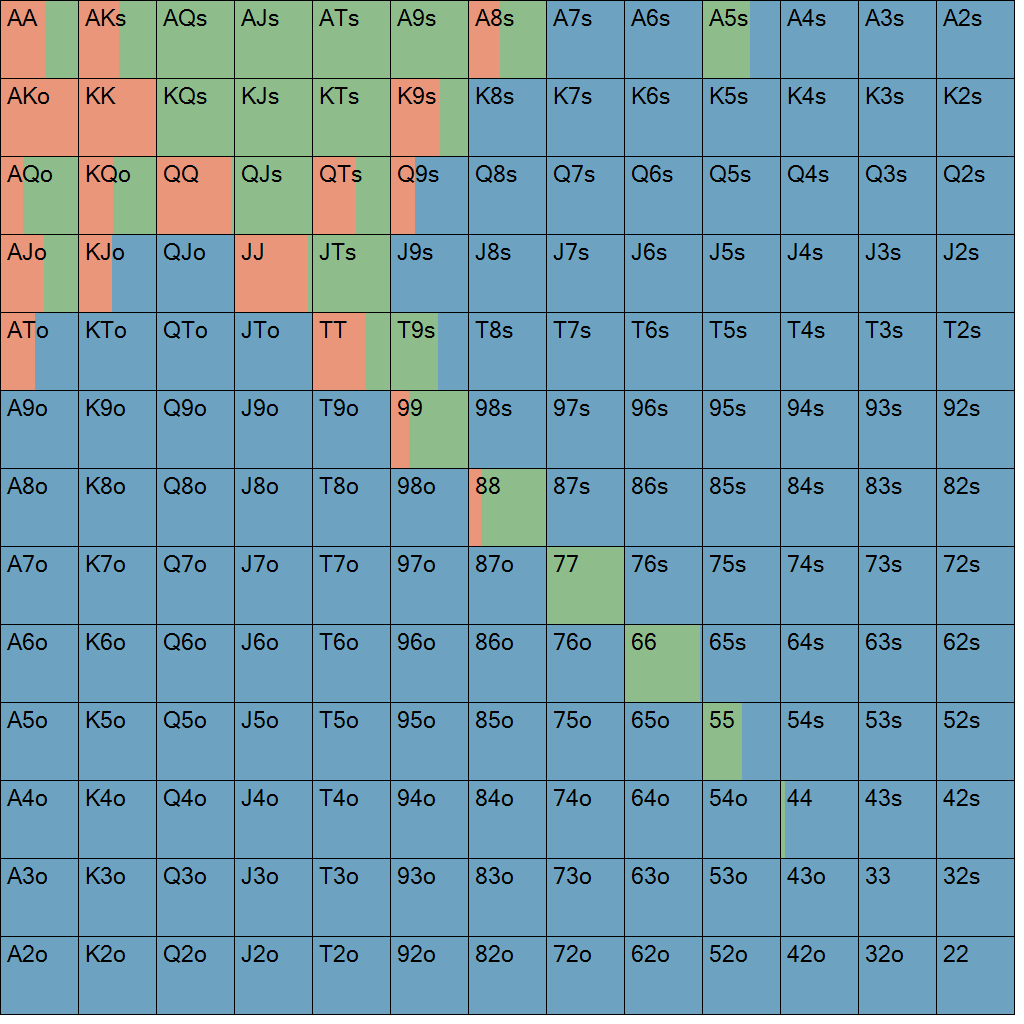 AA AKs AQs AJs ATs A9s A8s A7s A6s A5s A4s A3s A2s
AKo KK KQs KJs KTs K9s K8s K7s K6s K5s K4s K3s K2s
AQo KQo QQ QJs QTs Q9s Q8s Q7s Q6s Q5s Q4s Q3s Q2s
AJo KJo QJo JJ JTs J9s J8s J7s J6s J5s J4s J3s J2s
ATo KTo QTo JTo TT T9s T8s T7s T6s T5s T4s T3s T2s
A9o K9o Q9o J9o T9o 99 98s 97s 96s 95s 94s 93s 92s
A8o K8o Q8o J8o T8o 98o 88 87s 86s 85s 84s 83s 82s
A7o K7o Q7o J7o T7o 97o 87o 77 76s 75s 74s 73s 72s
A6o K6o Q6o J6o T6o 96o 86o 76o 66 65s 64s 63s 62s
A5o K5o Q5o J5o T5o 95o 85o 75o 65o 55 54s 53s 52s
A4o K4o Q4o J4o T4o 94o 84o 74o 64o 54o 44 43s 42s
A3o K3o Q3o J3o T3o 93o 83o 73o 63o 53o 43o 33 32s
A2o K2o Q2o J2o T2o 92o 82o 72o 62o 52o 42o 32o 22